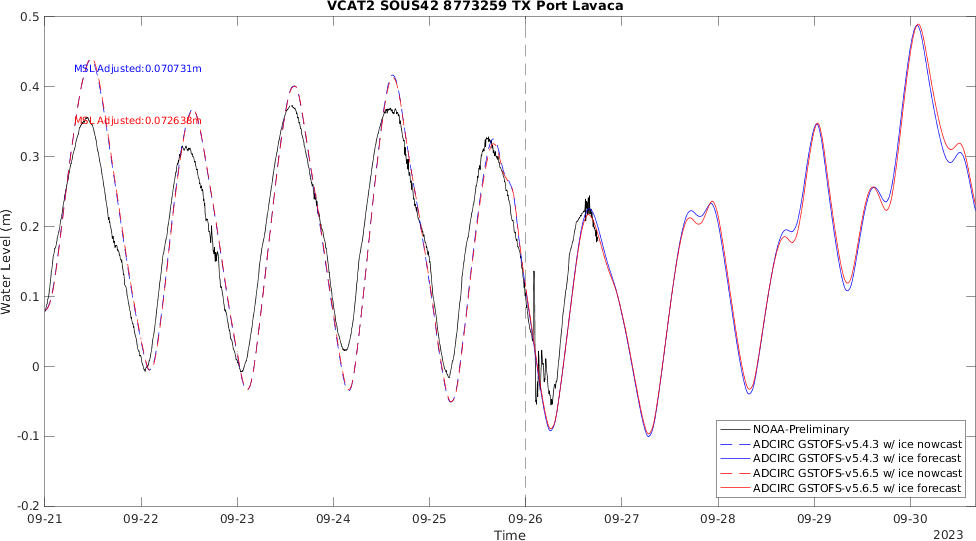 VCAT2 SOUS42 8773259 TX Port Lavaca
0.5
MSL Adjusted:0.070731m
0.4
MSL Adjusted:0.072638m
0.3
0.2
Water Level (m)
0.1
0
-0.1
-0.2
NOAA-Preliminary
ADCIRC GSTOFS-v5.4.3 w/ ice nowcast
ADCIRC GSTOFS-v5.4.3 w/ ice forecast
ADCIRC GSTOFS-v5.6.5 w/ ice nowcast
ADCIRC GSTOFS-v5.6.5 w/ ice forecast
09-21 09-22 09-23 09-24 09-25 09-26 09-27 09-28 09-29 09-30
Time
2023